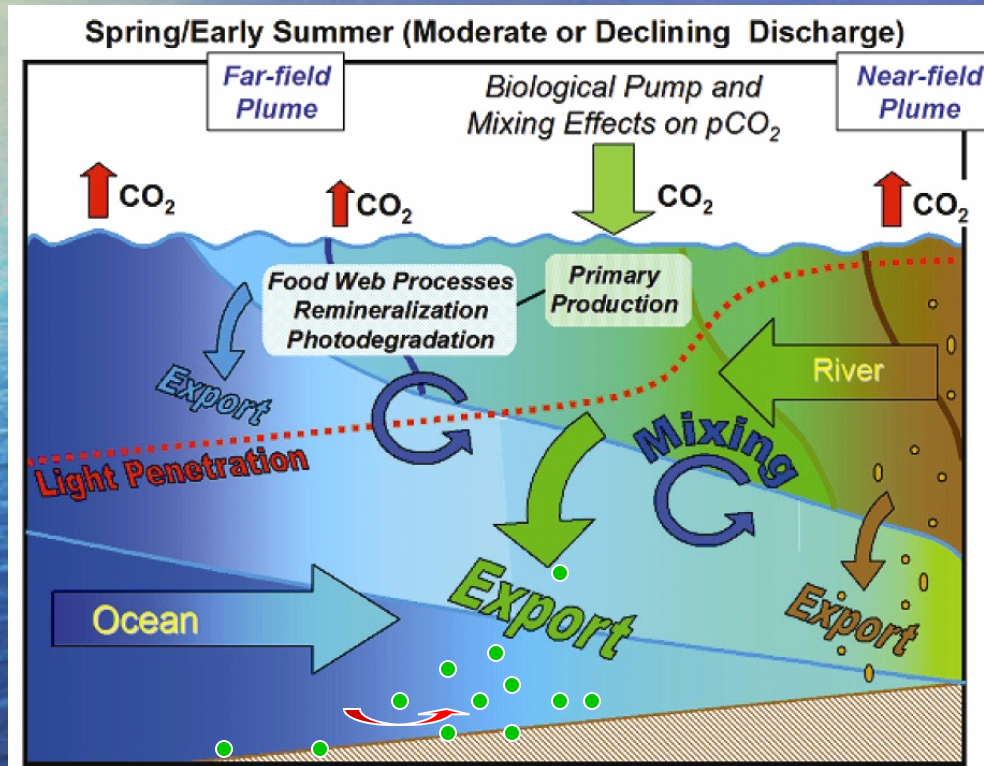 Spring/Early Summer (Moderate or Declining Discharge)
Far-field
Plume
Biological Pump and
Mixing Effects on pCO₂
Near-field
Plume
CO₂
CO₂
CO₂
CO₂
Food Web Processes
Remineralization
Photodegradation
Primary
Production
River
Export
Mixing
Light Penetration
Export
Export
Ocean